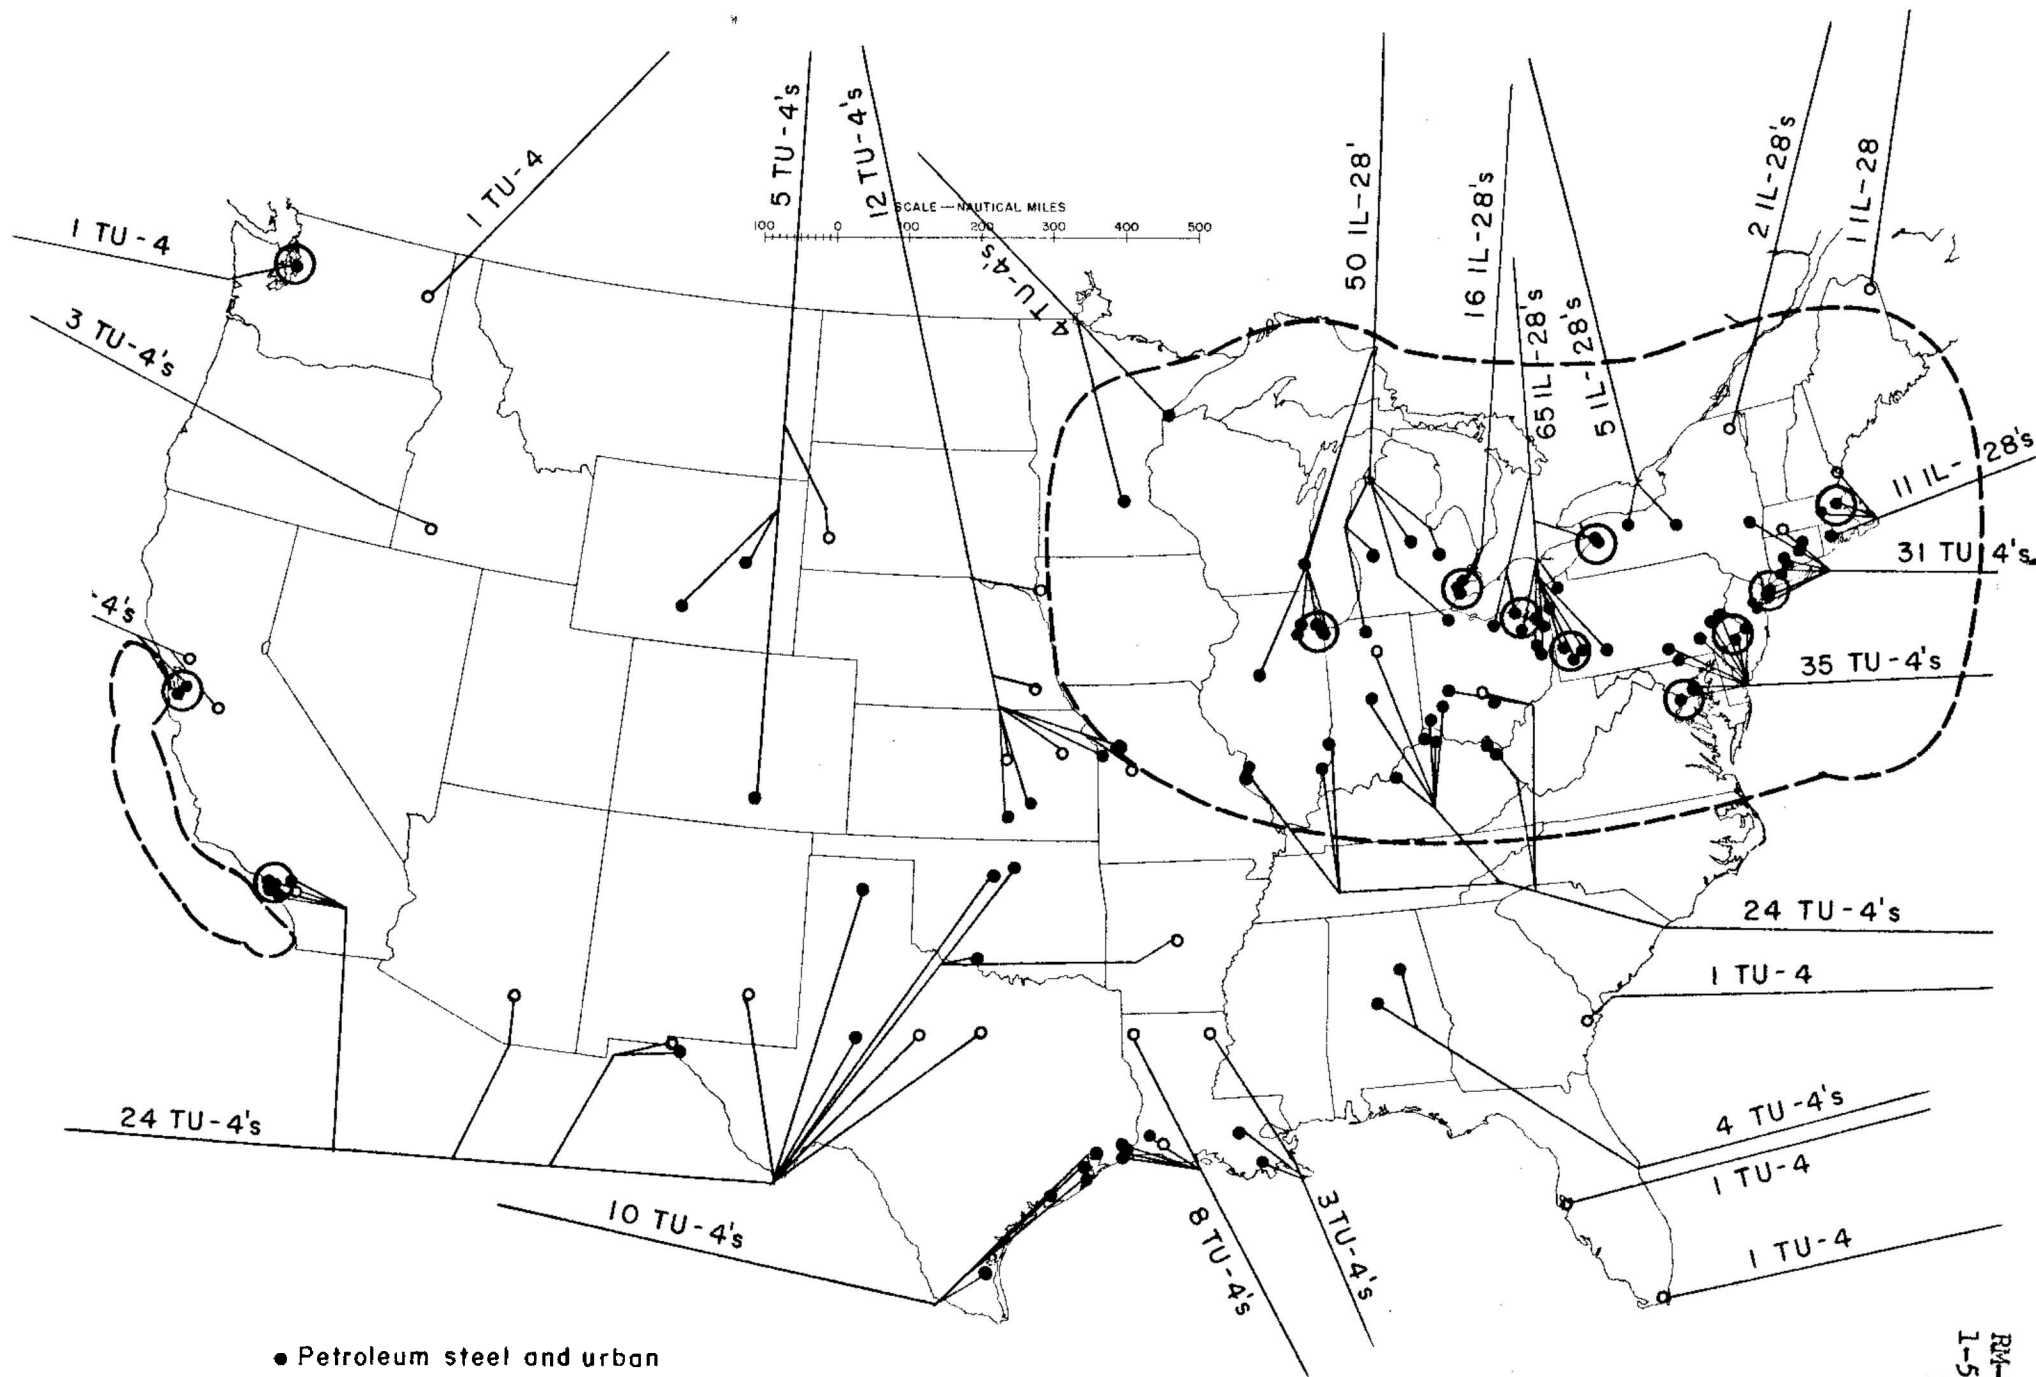 1 TU-4
1 TU-4
3 TU-4's
5 TU-4's
12 TU-4's
SCALE — NAUTICAL MILES
100 0 100 200 300 400 500
4 TU-4's
50 IL-28'
16 IL-28's
65 IL-28's
5 IL-28's
2 IL-28's
1 IL-28
11 IL-28's
31 TU-4's
35 TU-4's
-4's
24 TU-4's
1 TU-4
4 TU-4's
1 TU-4
1 TU-4
24 TU-4's
10 TU-4's
8 TU-4's
3 TU-4's
● Petroleum steel and urban
RM-
1-5